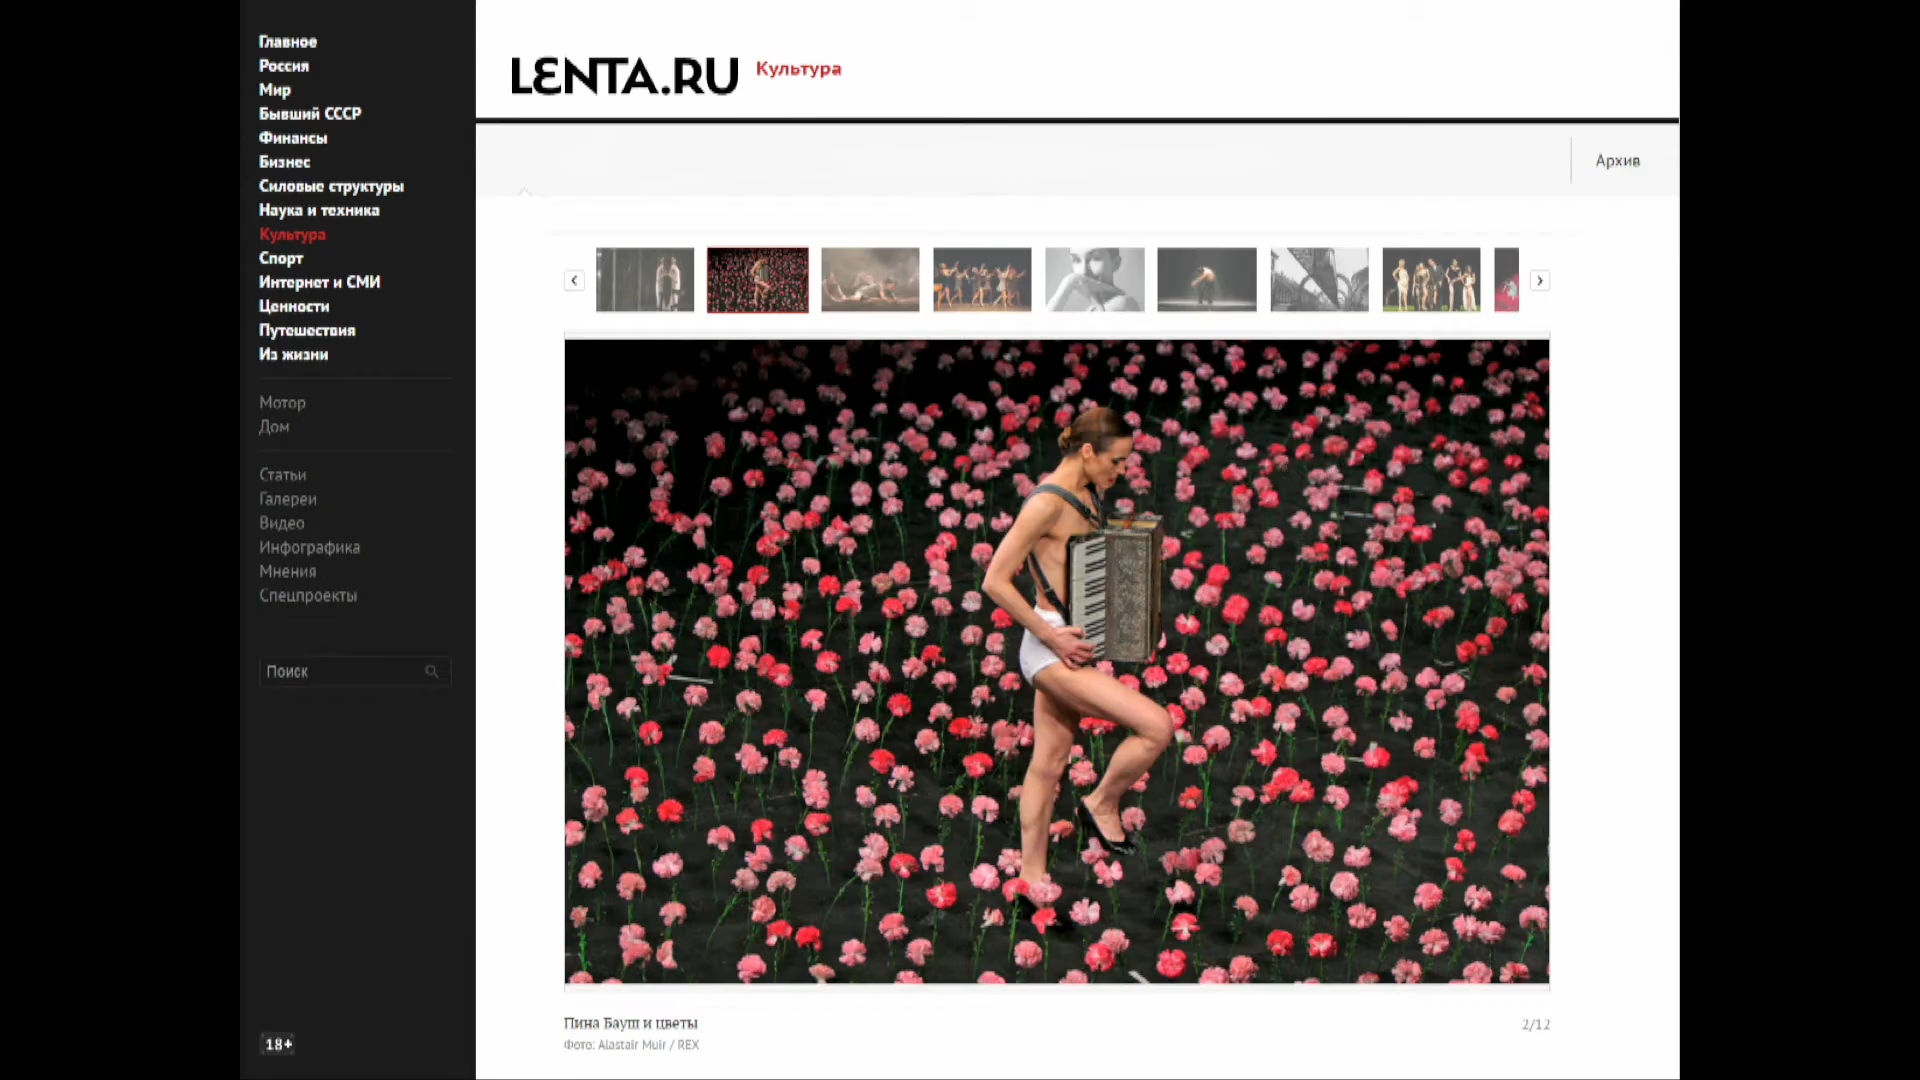 Главное
Россия
Мир
Бывший СССР
Финансы
Бизнес
Силовые структуры
Наука и техника
Культура
Спорт
Интернет и СМИ
Ценности
Путешествия
Из жизни
Мотор
Дом
Статьи
Галереи
Видео
Инфографика
Мнения
Спецпроекты
Поиск
18+
LENTA.RU Культура
Архив
Пина Бауш и цветы
2/12
Фото: Alastair Muir / REX